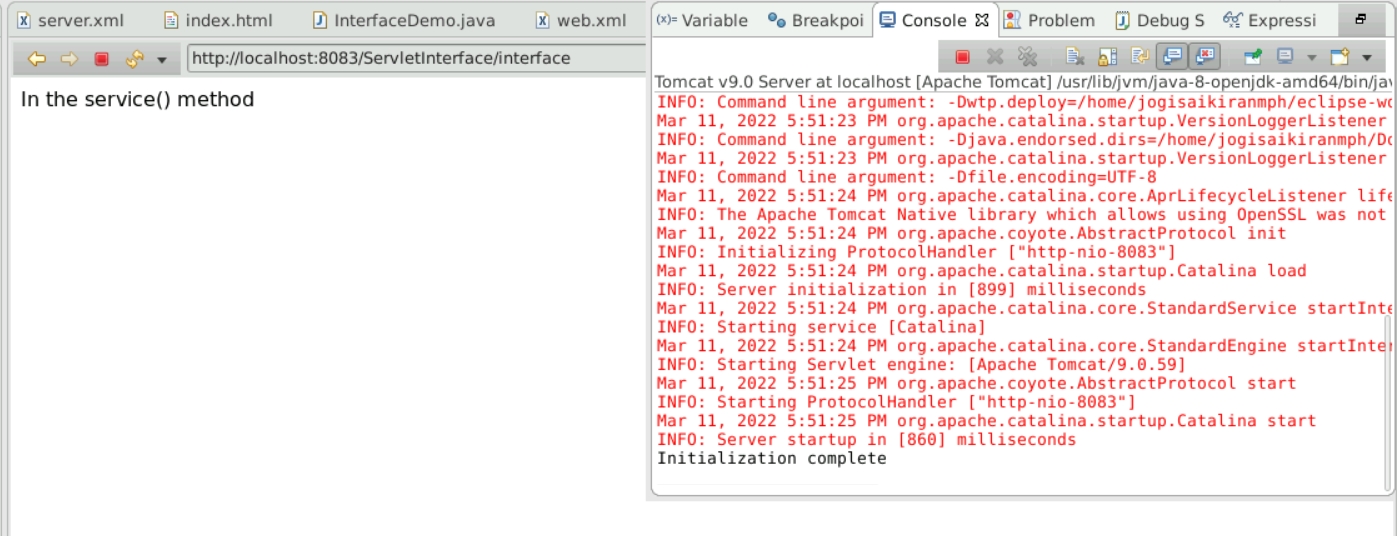 server.xml index.html InterfaceDemo.java web.xml
http://localhost:8083/ServletInterface/interface
In the service() method
(x)= Variable Breakpoi Console Problem Debug S Expressi
Tomcat v9.0 Server at localhost [Apache Tomcat] /usr/lib/jvm/java-8-openjdk-amd64/bin/jav
INFO: Command line argument: -Dwtp.deploy=/home/jogisaikiranmph/eclipse-wo
Mar 11, 2022 5:51:23 PM org.apache.catalina.startup.VersionLoggerListener
INFO: Command line argument: -Djava.endorsed.dirs=/home/jogisaikiranmph/Do
Mar 11, 2022 5:51:23 PM org.apache.catalina.startup.VersionLoggerListener
INFO: Command line argument: -Dfile.encoding=UTF-8
Mar 11, 2022 5:51:24 PM org.apache.catalina.core.AprLifecycleListener life
INFO: The Apache Tomcat Native library which allows using OpenSSL was not
Mar 11, 2022 5:51:24 PM org.apache.coyote.AbstractProtocol init
INFO: Initializing ProtocolHandler ["http-nio-8083"]
Mar 11, 2022 5:51:24 PM org.apache.catalina.startup.Catalina load
INFO: Server initialization in [899] milliseconds
Mar 11, 2022 5:51:24 PM org.apache.catalina.core.StandardService startInte
INFO: Starting service [Catalina]
Mar 11, 2022 5:51:24 PM org.apache.catalina.core.StandardEngine startInter
INFO: Starting Servlet engine: [Apache Tomcat/9.0.59]
Mar 11, 2022 5:51:25 PM org.apache.coyote.AbstractProtocol start
INFO: Starting ProtocolHandler ["http-nio-8083"]
Mar 11, 2022 5:51:25 PM org.apache.catalina.startup.Catalina start
INFO: Server startup in [860] milliseconds
Initialization complete